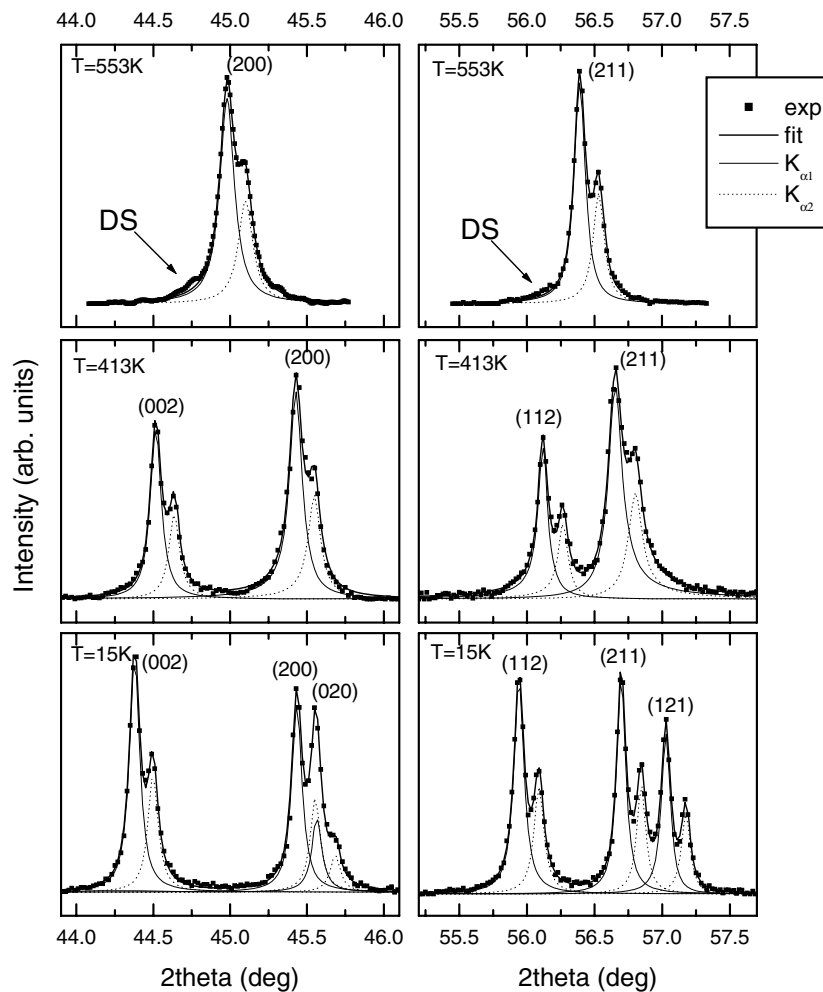 44.0 44.5 45.0 45.5 46.0
55.5 56.0 56.5 57.0 57.5
T=553K
(200)
DS
T=553K
(211)
DS
exp
fit
Kα1
Kα2
T=413K
(002)
(200)
T=413K
(112)
(211)
T=15K
(002)
(200)
(020)
T=15K
(112)
(211)
(121)
Intensity (arb. units)
44.0 44.5 45.0 45.5 46.0
55.5 56.0 56.5 57.0 57.5
2theta (deg)
2theta (deg)